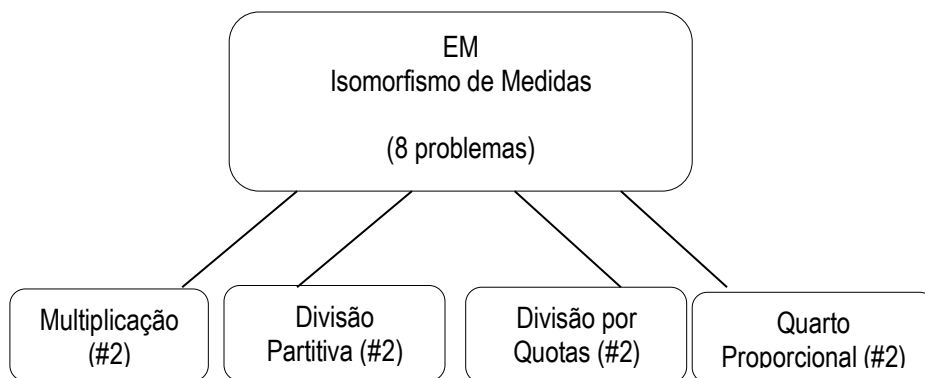 EM
Isomorfismo de Medidas
(8 problemas)
Multiplicação
(#2)
Divisão
Partitiva (#2)
Divisão por
Quotas (#2)
Quarto
Proporcional (#2)